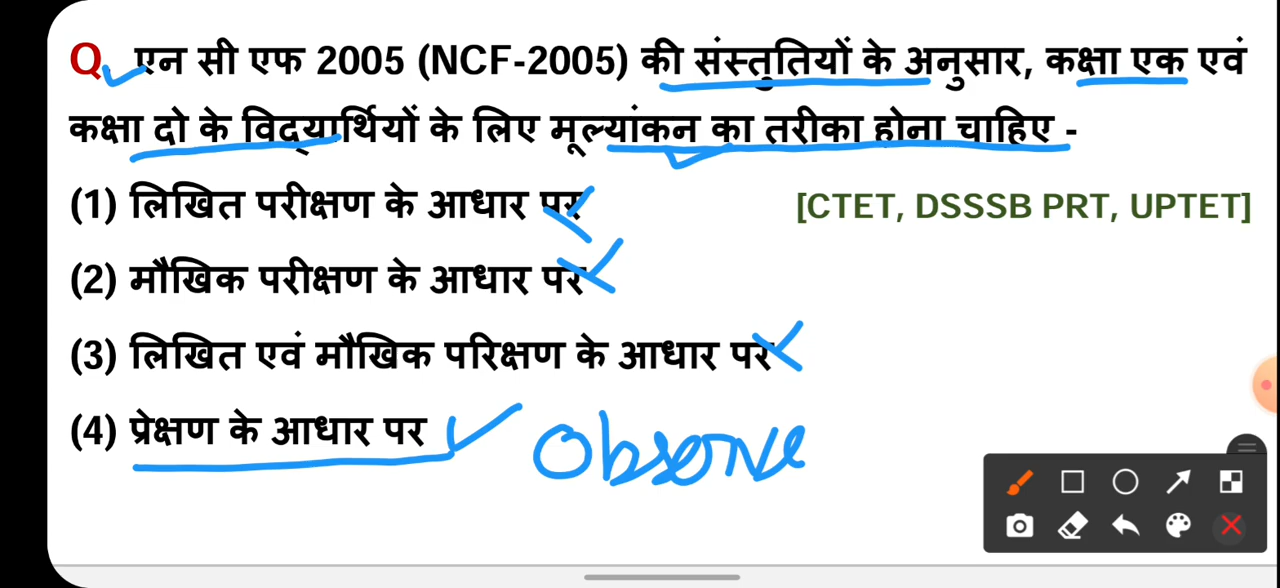 Q. एन सी एफ 2005 (NCF-2005) की संस्तुतियों के अनुसार, कक्षा एक एवं
कक्षा दो के विद्यार्थियों के लिए मूल्यांकन का तरीका होना चाहिए -
(1) लिखित परीक्षण के आधार पर
[CTET, DSSSB PRT, UPTET]
(2) मौखिक परीक्षण के आधार पर
(3) लिखित एवं मौखिक परिक्षण के आधार पर
(4) प्रेक्षण के आधार पर
Observe